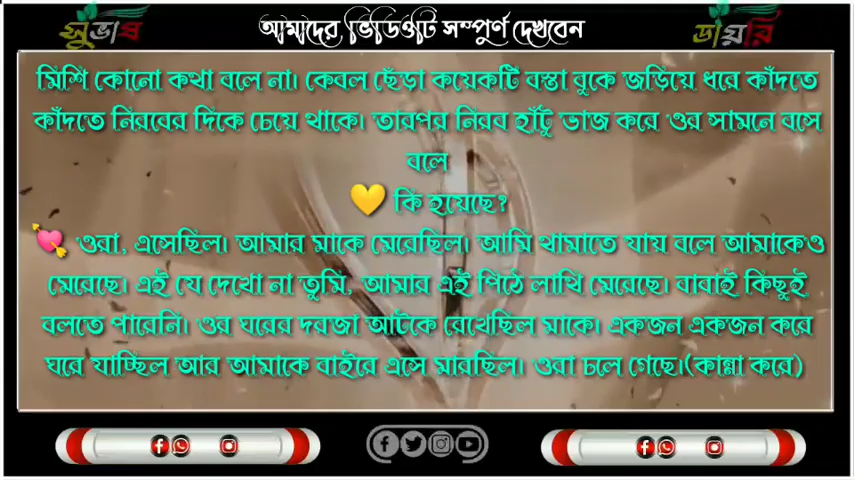 সুভাষ
আমাদের ভিডিওটি সম্পুর্ণ দেখবেন
ডায়রি
মিশি কোনো কথা বলে না। কেবল ছেঁড়া কয়েকটি বস্তা বুকে জড়িয়ে ধরে কাঁদতে
কাঁদতে নিরবের দিকে চেয়ে থাকে। তারপর নিরব হাঁটু ভাজ করে ওর সামনে বসে
বলে
💛 কি হয়েছে?
💘 ওরা, এসেছিল। আমার মাকে মেরেছিল। আমি থামাতে যায় বলে আমাকেও
মেরেছে। এই যে দেখো না তুমি, আমার এই পিঠে লাথি মেরেছে। বাবাই কিছুই
বলতে পারেনি। ওর ঘরের দরজা আটকে রেখেছিল মাকে। একজন একজন করে
ঘরে যাচ্ছিল আর আমাকে বাইরে এসে মারছিল। ওরা চলে গেছে।(কান্না করে)